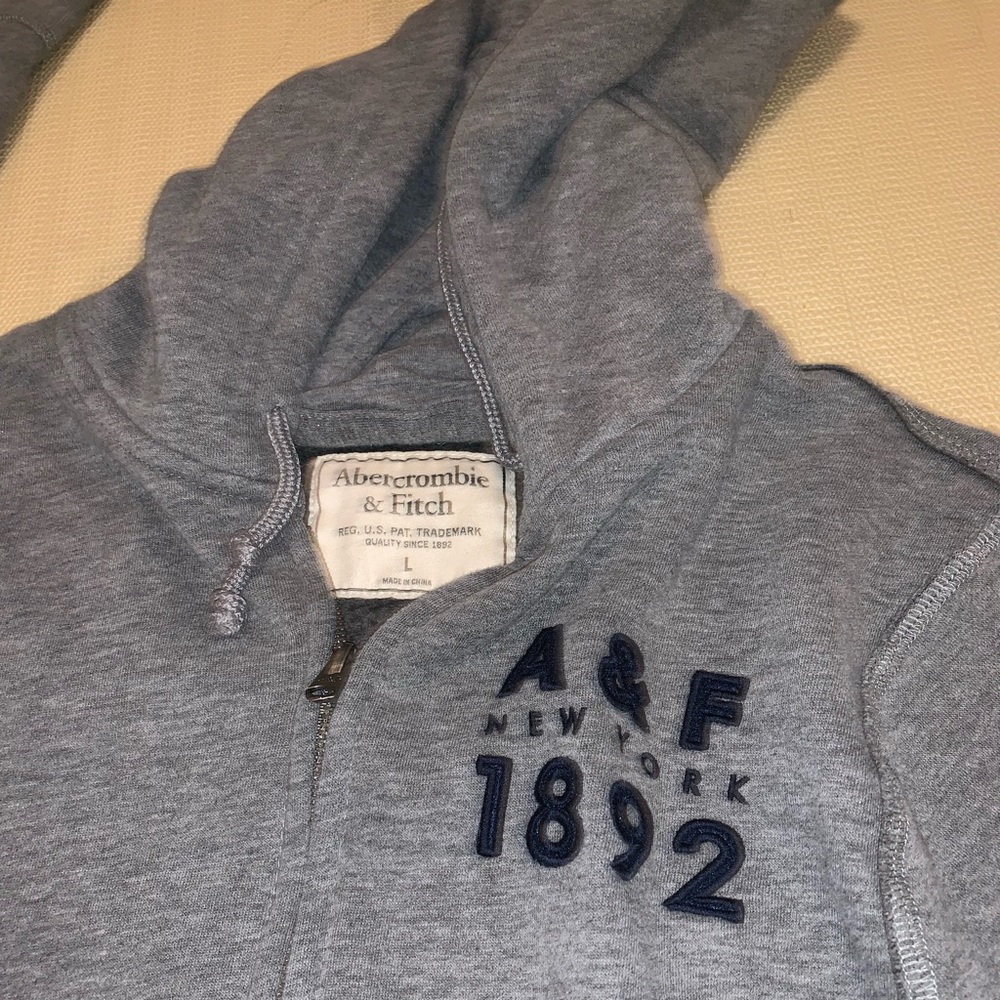 Abercrombie
& Fitch
REG. U.S. PAT. TRADEMARK
QUALITY SINCE 1892
L
MADE IN CHINA
A & F
NEW YORK
1892